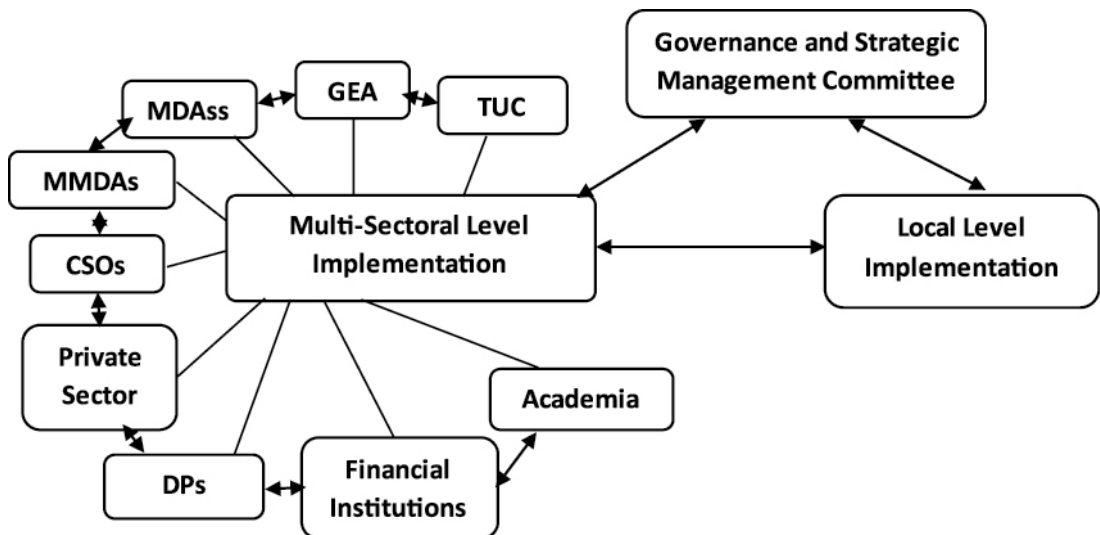 Governance and Strategic
Management Committee
GEA
MDAss
TUC
MMDAs
Multi-Sectoral Level
Implementation
Local Level
Implementation
CSOs
Private
Sector
Academia
DPs
Financial
Institutions